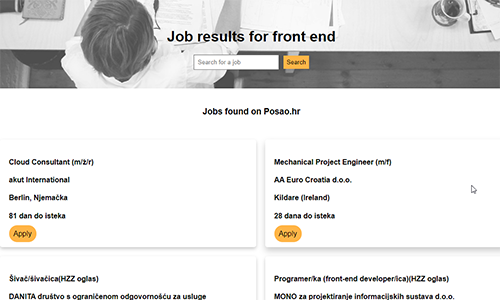 Job results for front end
Search for a job
Search
Jobs found on Posao.hr
Cloud Consultant (m/ž/r)
akut International
Berlin, Njemačka
81 dan do isteka
Apply
Mechanical Project Engineer (m/f)
AA Euro Croatia d.o.o.
Kildare (Ireland)
28 dana do isteka
Apply
Šivač/šivačica(HZZ oglas)
DANITA društvo s ograničenom odgovornošću za usluge
Programer/ka (front-end developer/ica)(HZZ oglas)
MONO za projektiranje informacijskih sustava d.o.o.